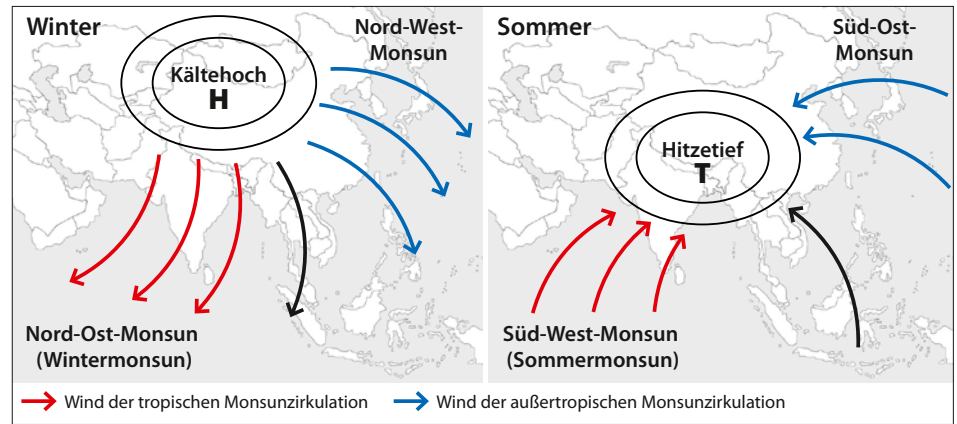 Winter
Nord-West-
Monsun
Kältehoch
H
Nord-Ost-Monsun
(Wintermonsun)
Sommer
Süd-Ost-
Monsun
Hitzetief
T
Süd-West-Monsun
(Sommermonsun)
Wind der tropischen Monsunzirkulation
Wind der außertropischen Monsunzirkulation